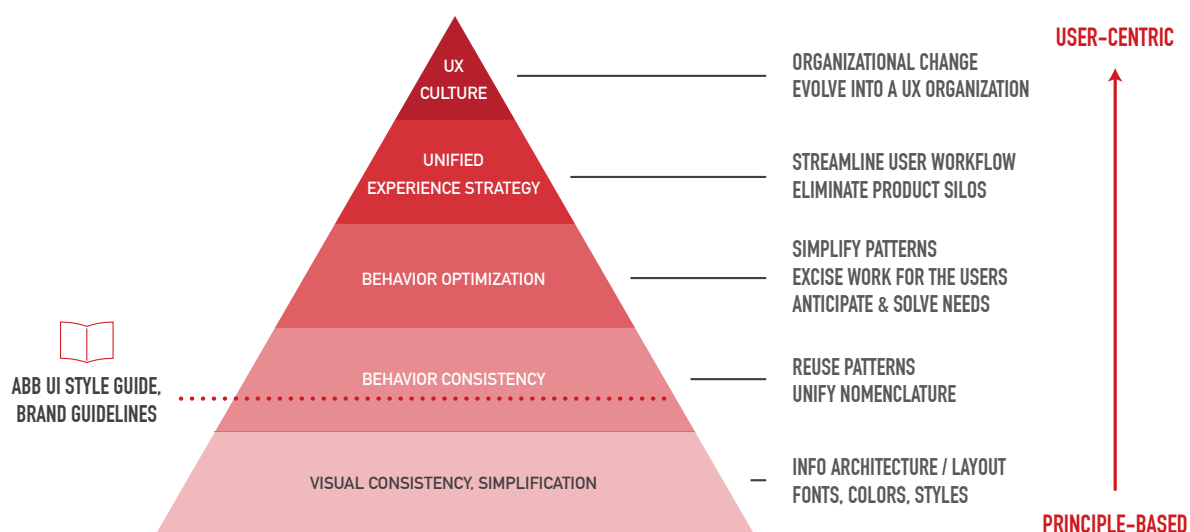 USER-CENTRIC
UX
CULTURE
ORGANIZATIONAL CHANGE
EVOLVE INTO A UX ORGANIZATION
UNIFIED
EXPERIENCE STRATEGY
STREAMLINE USER WORKFLOW
ELIMINATE PRODUCT SILOS
BEHAVIOR OPTIMIZATION
SIMPLIFY PATTERNS
EXCISE WORK FOR THE USERS
ANTICIPATE & SOLVE NEEDS
ABB UI STYLE GUIDE,
BRAND GUIDELINES
BEHAVIOR CONSISTENCY
REUSE PATTERNS
UNIFY NOMENCLATURE
VISUAL CONSISTENCY, SIMPLIFICATION
INFO ARCHITECTURE / LAYOUT
FONTS, COLORS, STYLES
PRINCIPLE-BASED